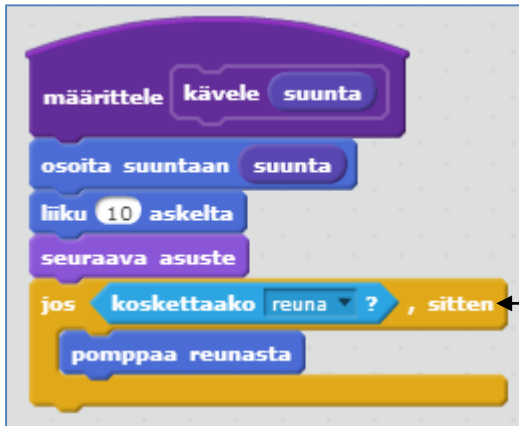 määrittele kävele suunta
osoita suuntaan suunta
liiku 10 askelta
seuraava asuste
jos koskettaako reuna ? , sitten
pomppaa reunasta